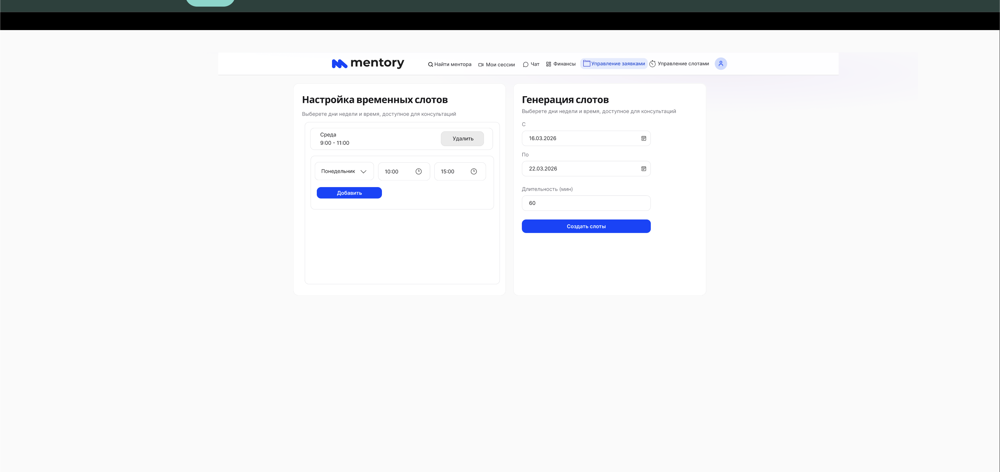 mentory
Найти ментора
Мои сессии
Чат
Финансы
Управление заявками
Управление слотами
Настройка временных слотов
Выберете дни недели и время, доступное для консультаций
Среда
9:00 - 11:00
Удалить
Понедельник
10:00
15:00
Добавить
Генерация слотов
Выберете дни недели и время, доступное для консультаций
С
16.03.2026
По
22.03.2026
Длительность (мин)
60
Создать слоты